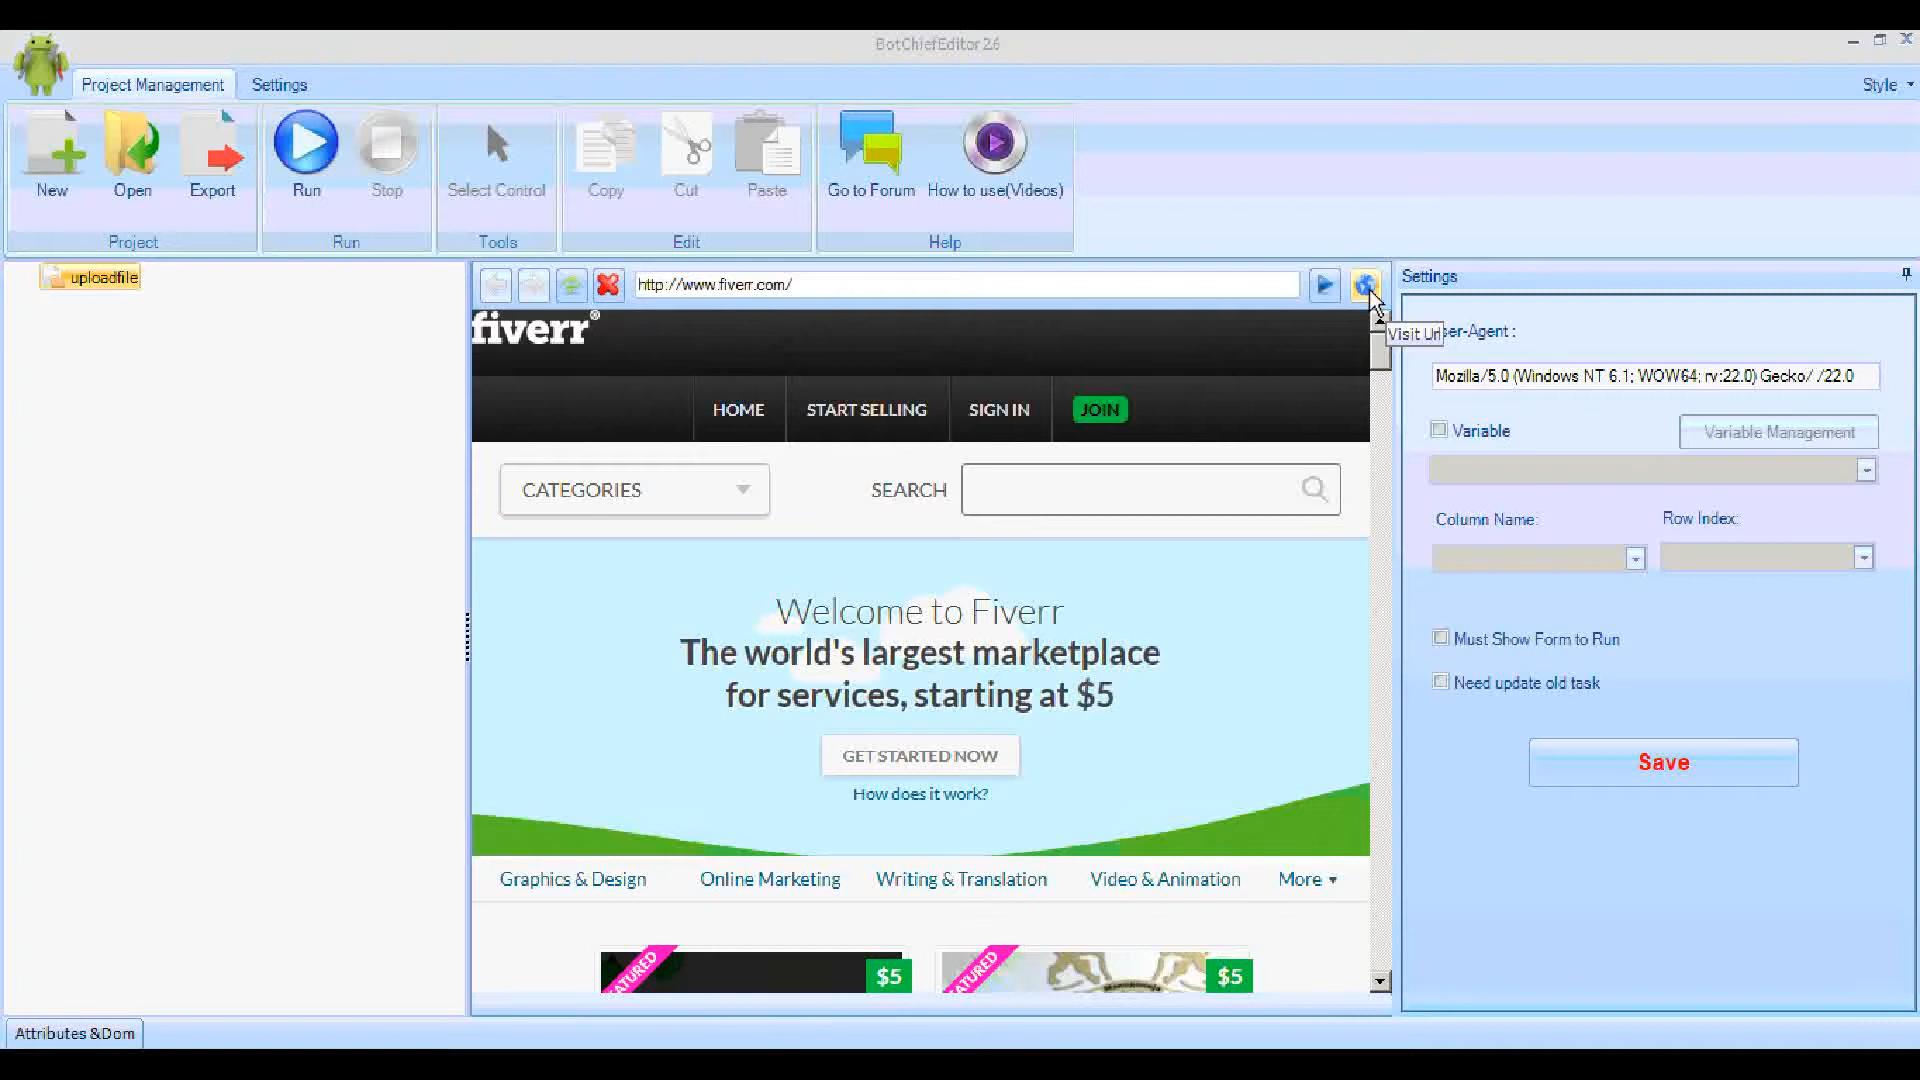 BotChiefEditor 2.6
Project Management
Settings
Style
New
Open
Export
Run
Stop
Select Control
Copy
Cut
Paste
Go to Forum
How to use(Videos)
Project
Run
Tools
Edit
Help
uploadfile
http://www.fiverr.com/
Settings
Visit Url
ser-Agent :
Mozilla/5.0 (Windows NT 6.1; WOW64; rv:22.0) Gecko/ /22.0
Variable
Variable Management
Column Name:
Row Index:
Must Show Form to Run
Need update old task
Save
fiverr®
HOME
START SELLING
SIGN IN
JOIN
CATEGORIES
SEARCH
Welcome to Fiverr
The world's largest marketplace
for services, starting at $5
GET STARTED NOW
How does it work?
Graphics & Design
Online Marketing
Writing & Translation
Video & Animation
More
ATURED
$5
ATURED
$5
Attributes &Dom